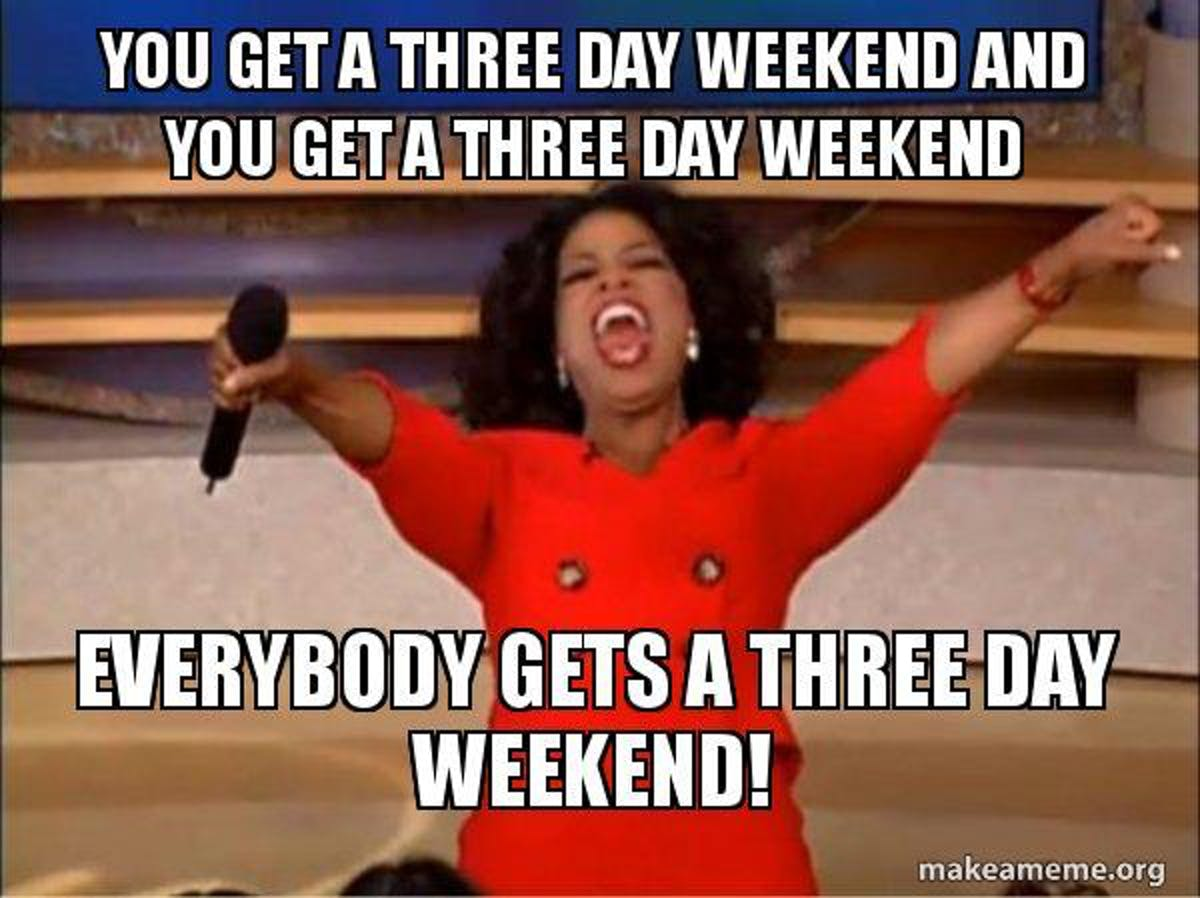 YOU GET A THREE DAY WEEKEND AND
YOU GET A THREE DAY WEEKEND
EVERYBODY GETS A THREE DAY
WEEKEND!
makeameme.org